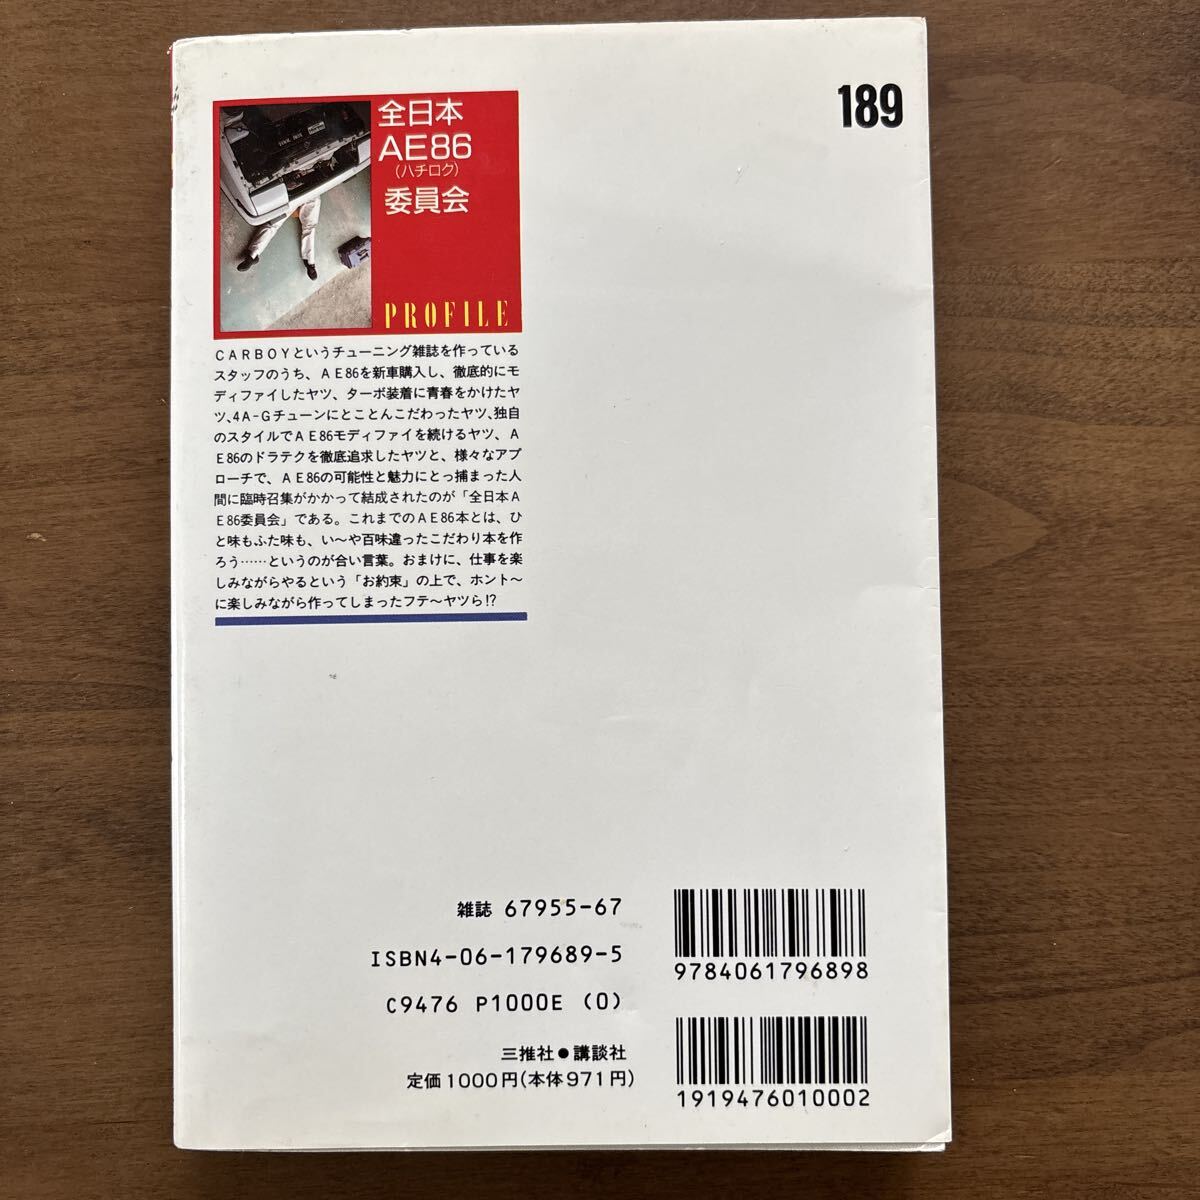 189
全日本
AE86
(ハチロク)
委員会
PROFILE
CARBOYというチューニング雑誌を作っている
スタッフのうち、AE86を新車購入し、徹底的にモ
ディファイしたヤツ、ターボ装着に青春をかけたヤ
ツ、4A-Gチューンにとことんこだわったヤツ、独自
のスタイルでAE86モディファイを続けるヤツ、A
E86のドラテクを徹底追求したヤツと、様々なアプ
ローチで、AE86の可能性と魅力にとっ捕まった人
間に臨時召集がかかって結成されたのが「全日本A
E86委員会」である。これまでのAE86本とは、ひ
と味もふた味も、い〜や百味違ったこだわり本を作
ろう……というのが合い言葉。おまけに、仕事を楽
しみながらやるという「お約束」の上で、ホント〜
に楽しみながら作ってしまったフテ〜ヤツら!?
雑誌 67955-67
ISBN4-06-179689-5
C9476 P1000E (0)
三推社●講談社
定価1000円(本体971円)
9784061796898
1919476010002